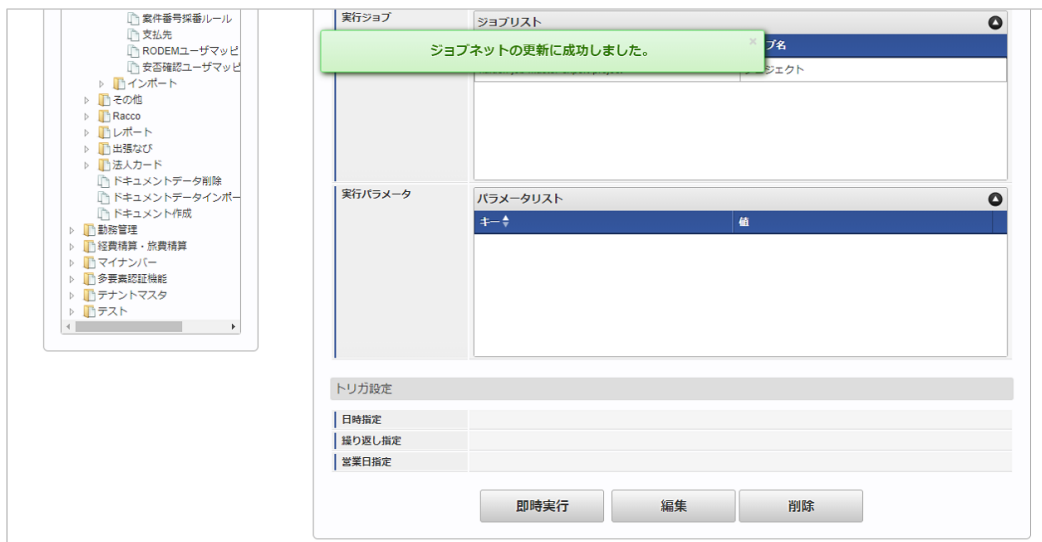 案件番号採番ルール
支払先
RODEMユーザマッピ
安否確認ユーザマッピ
インポート
その他
Racco
レポート
出張なび
法人カード
ドキュメントデータ削除
ドキュメントデータインポー
ドキュメント作成
勤務管理
経費精算・旅費精算
マイナンバー
多要素認証機能
テナントマスタ
テスト
実行ジョブ
ジョブリスト
ジョブネットの更新に成功しました。
×
ブ名
ジェクト
実行パラメータ
パラメータリスト
キー
値
トリガ設定
日時指定
繰り返し指定
営業日指定
即時実行
編集
削除